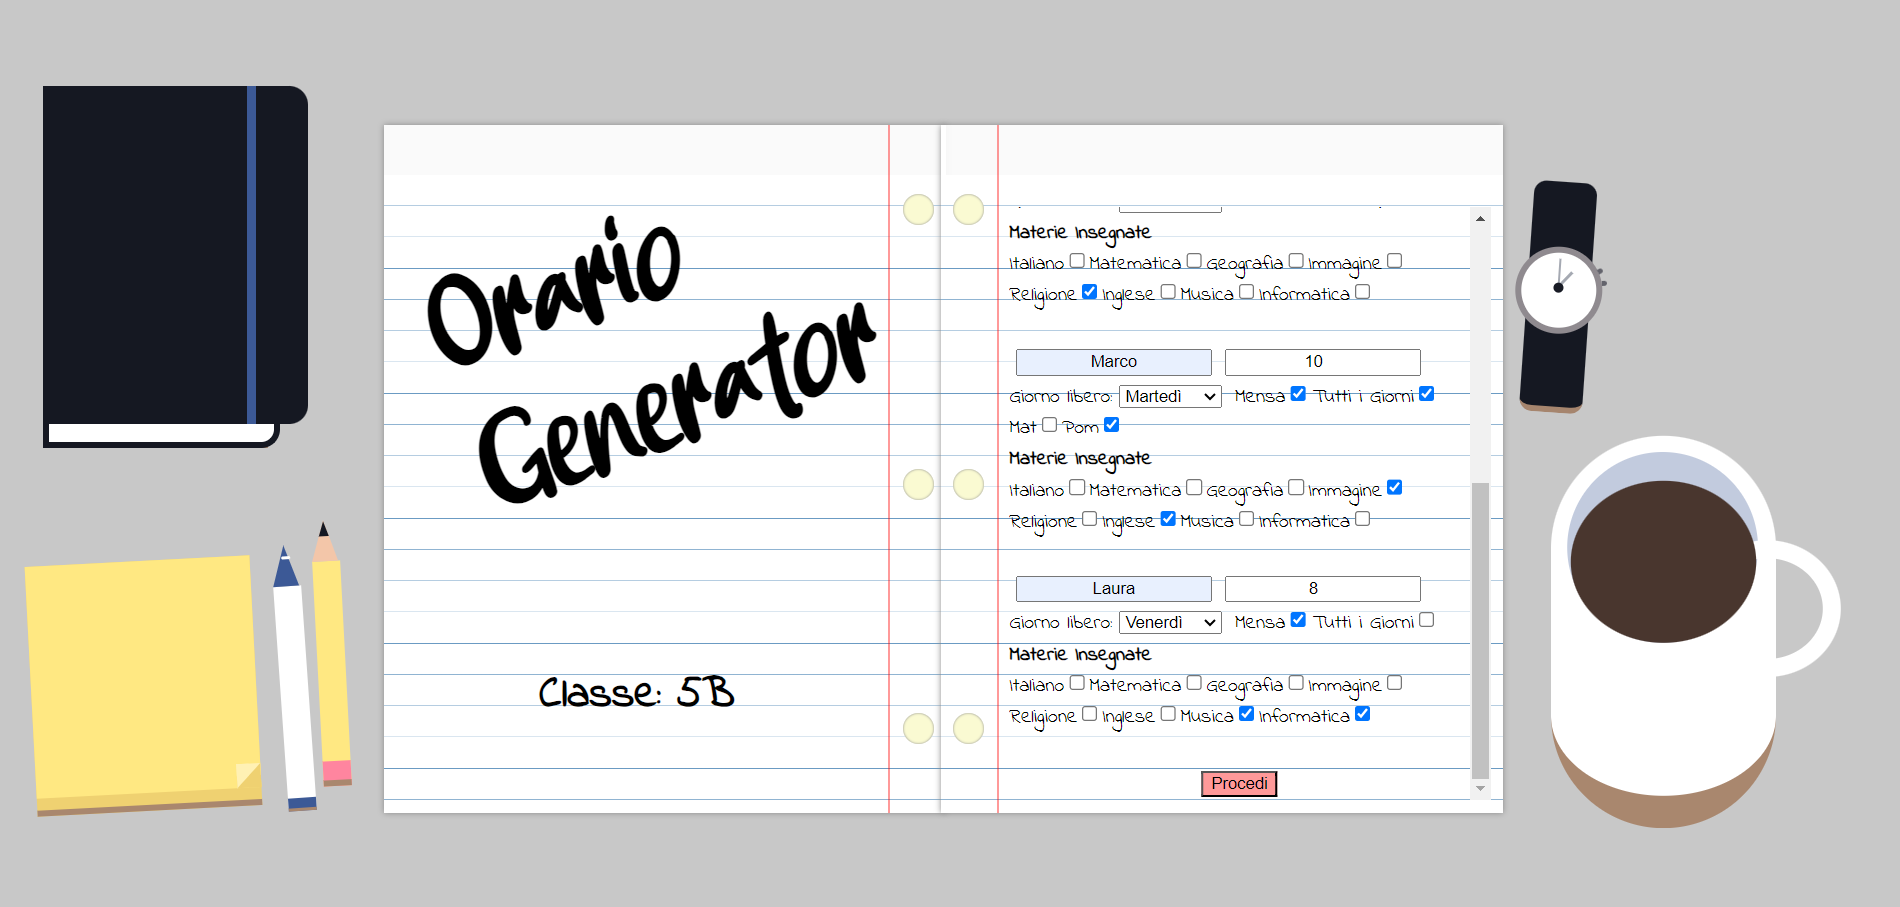 Orario
Generator
Classe: 5B
Materie Insegnate
Italiano Matematica Geografia Immagine
Religione Inglese Musica Informatica
Marco 10
Giorno libero: Martedì Mensa Tutti i Giorni
Mat Pom
Materie Insegnate
Italiano Matematica Geografia Immagine
Religione Inglese Musica Informatica
Laura 8
Giorno libero: Venerdì Mensa Tutti i Giorni
Materie Insegnate
Italiano Matematica Geografia Immagine
Religione Inglese Musica Informatica
Procedi